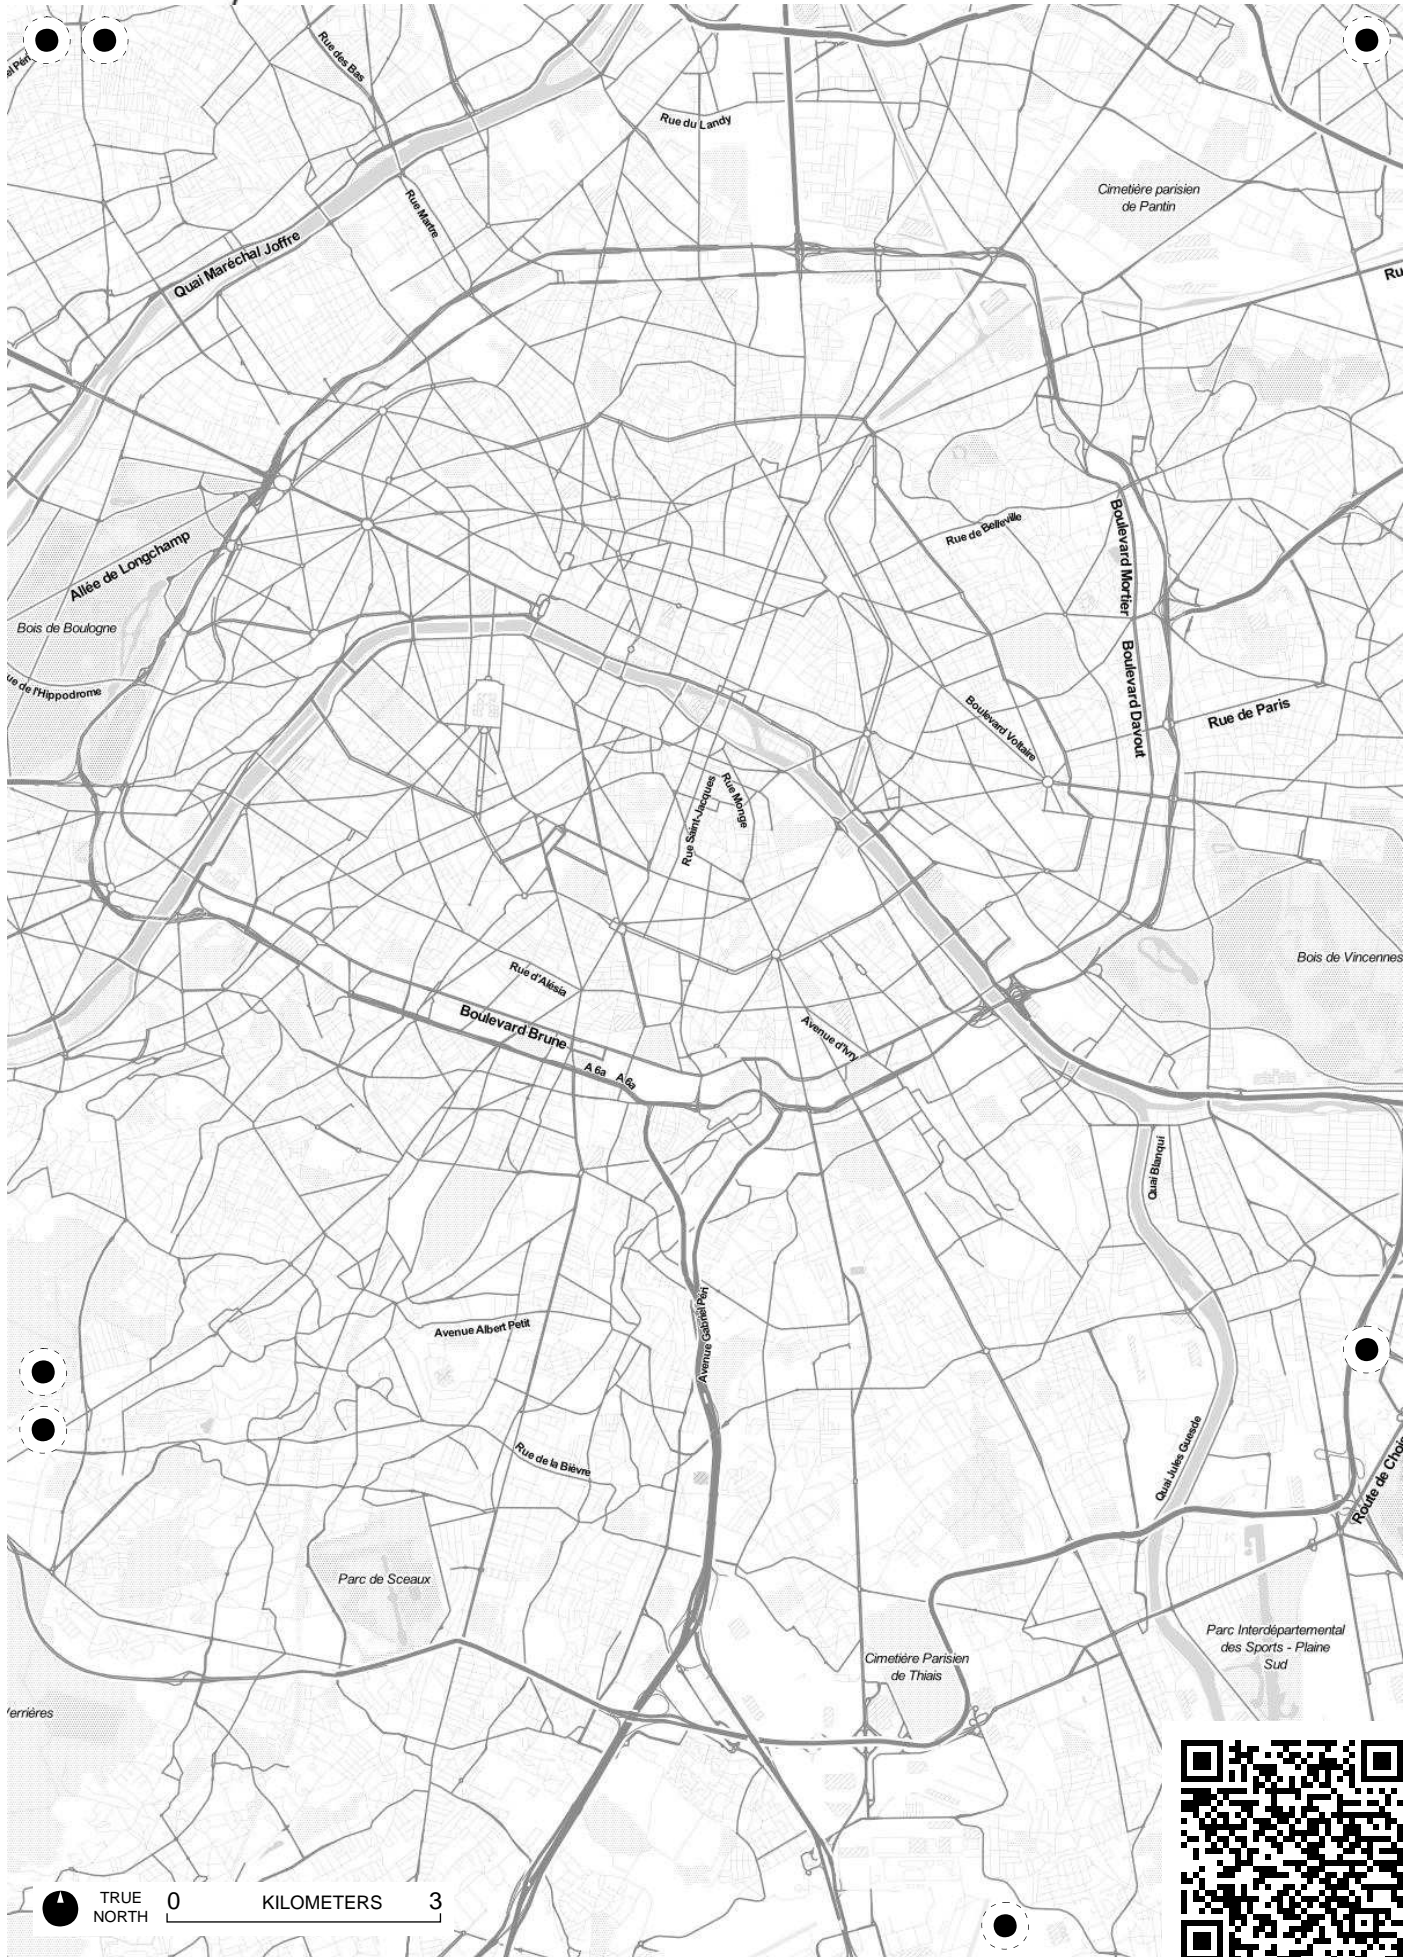 Rue des Bas
Rue du Landy
Cimetière parisien
de Pantin
Rue Martre
Quai Maréchal Joffre
Ru
Rue de Belleville
Boulevard Mortier
Allée de Longchamp
Bois de Boulogne
ue de l'Hippodrome
Boulevard Davout
Boulevard Voltaire
Rue de Paris
Rue Saint-Jacques
Rue Monge
Bois de Vincennes
Rue d'Alésia
Boulevard Brune
Avenue d'Ivry
A 6a
A 6a
Quai Blanqui
Avenue Gabriel Péri
Avenue Albert Petit
Rue de la Bièvre
Quai Jules Guesde
Route de Chois
Parc de Sceaux
Parc Interdépartemental
des Sports - Plaine
Sud
Cimetière Parisien
de Thiais
errières
TRUE
NORTH
0
KILOMETERS
3